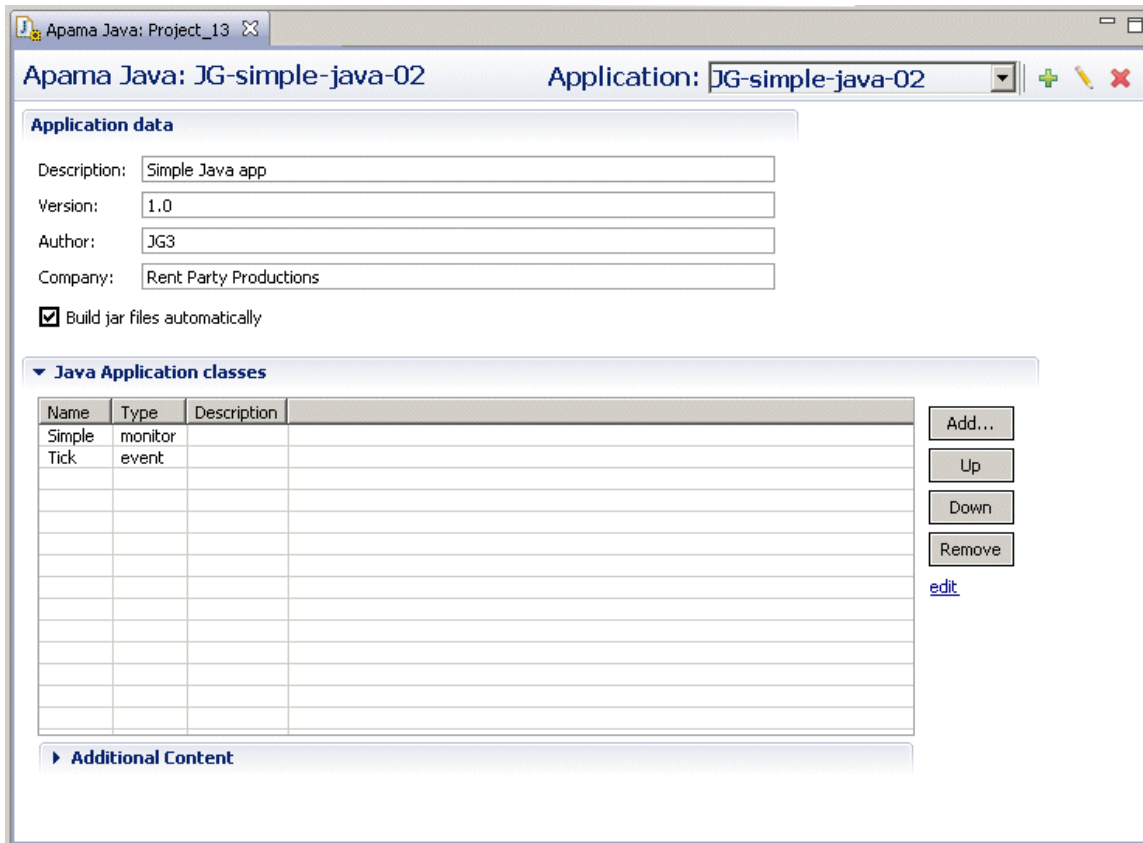 Apama Java: Project_13
Apama Java: JG-simple-java-02 Application: JG-simple-java-02
Application data
Description: Simple Java app
Version: 1.0
Author: JG3
Company: Rent Party Productions
Build jar files automatically
Java Application classes
Name Type Description
Simple monitor
Tick event
Add...
Up
Down
Remove
edit
Additional Content